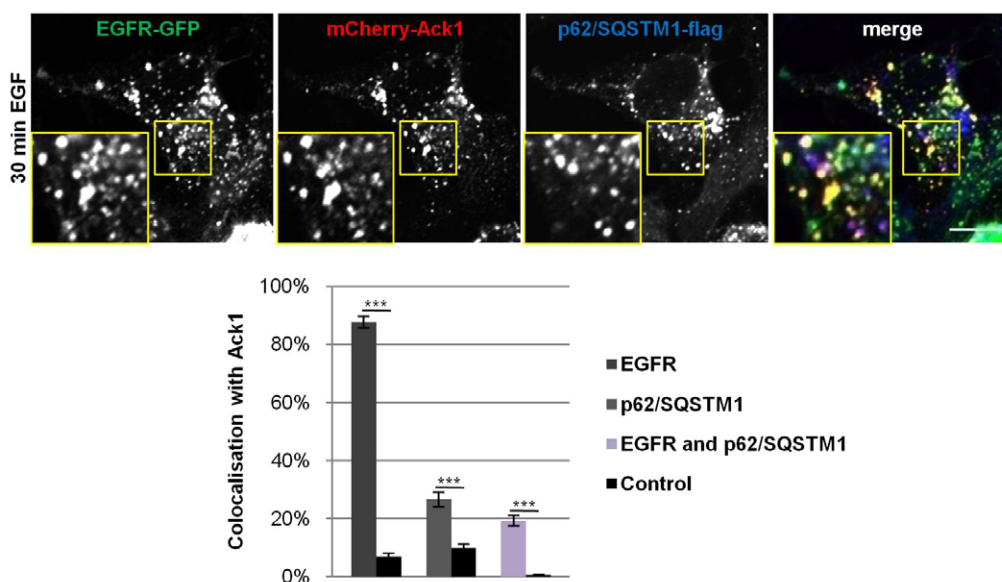 EGFR-GFP
mCherry-Ack1
p62/SQSTM1-flag
merge
30 min EGF
Colocalisation with Ack1
100%
80%
60%
40%
20%
0%
***
***
***
EGFR
p62/SQSTM1
EGFR and p62/SQSTM1
Control